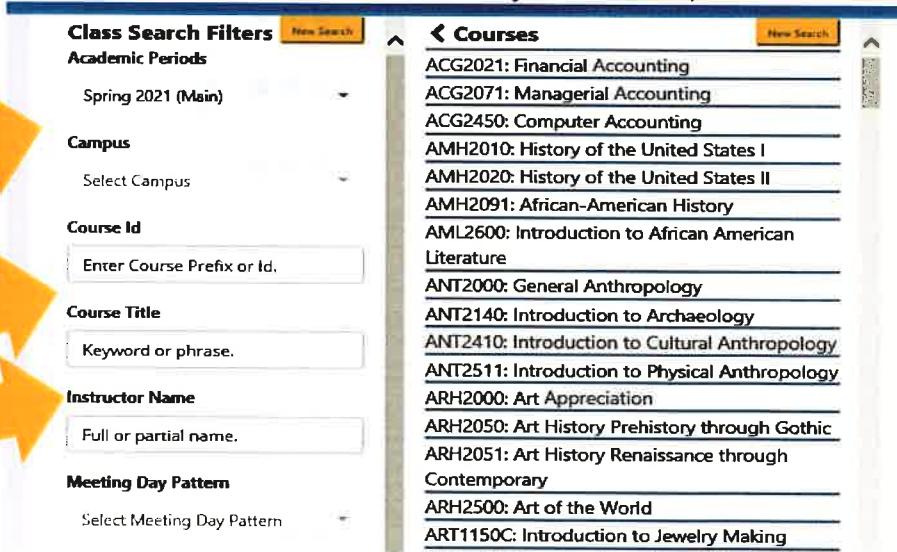 Class Search Filters
New Search
Academic Periods
Spring 2021 (Main)
Campus
Select Campus
Course Id
Enter Course Prefix or Id.
Course Title
Keyword or phrase.
Instructor Name
Full or partial name.
Meeting Day Pattern
Select Meeting Day Pattern
Courses
New Search
ACG2021: Financial Accounting
ACG2071: Managerial Accounting
ACG2450: Computer Accounting
AMH2010: History of the United States I
AMH2020: History of the United States II
AMH2091: African-American History
AML2600: Introduction to African American
Literature
ANT2000: General Anthropology
ANT2140: Introduction to Archaeology
ANT2410: Introduction to Cultural Anthropology
ANT2511: Introduction to Physical Anthropology
ARH2000: Art Appreciation
ARH2050: Art History Prehistory through Gothic
ARH2051: Art History Renaissance through
Contemporary
ARH2500: Art of the World
ART1150C: Introduction to Jewelry Making